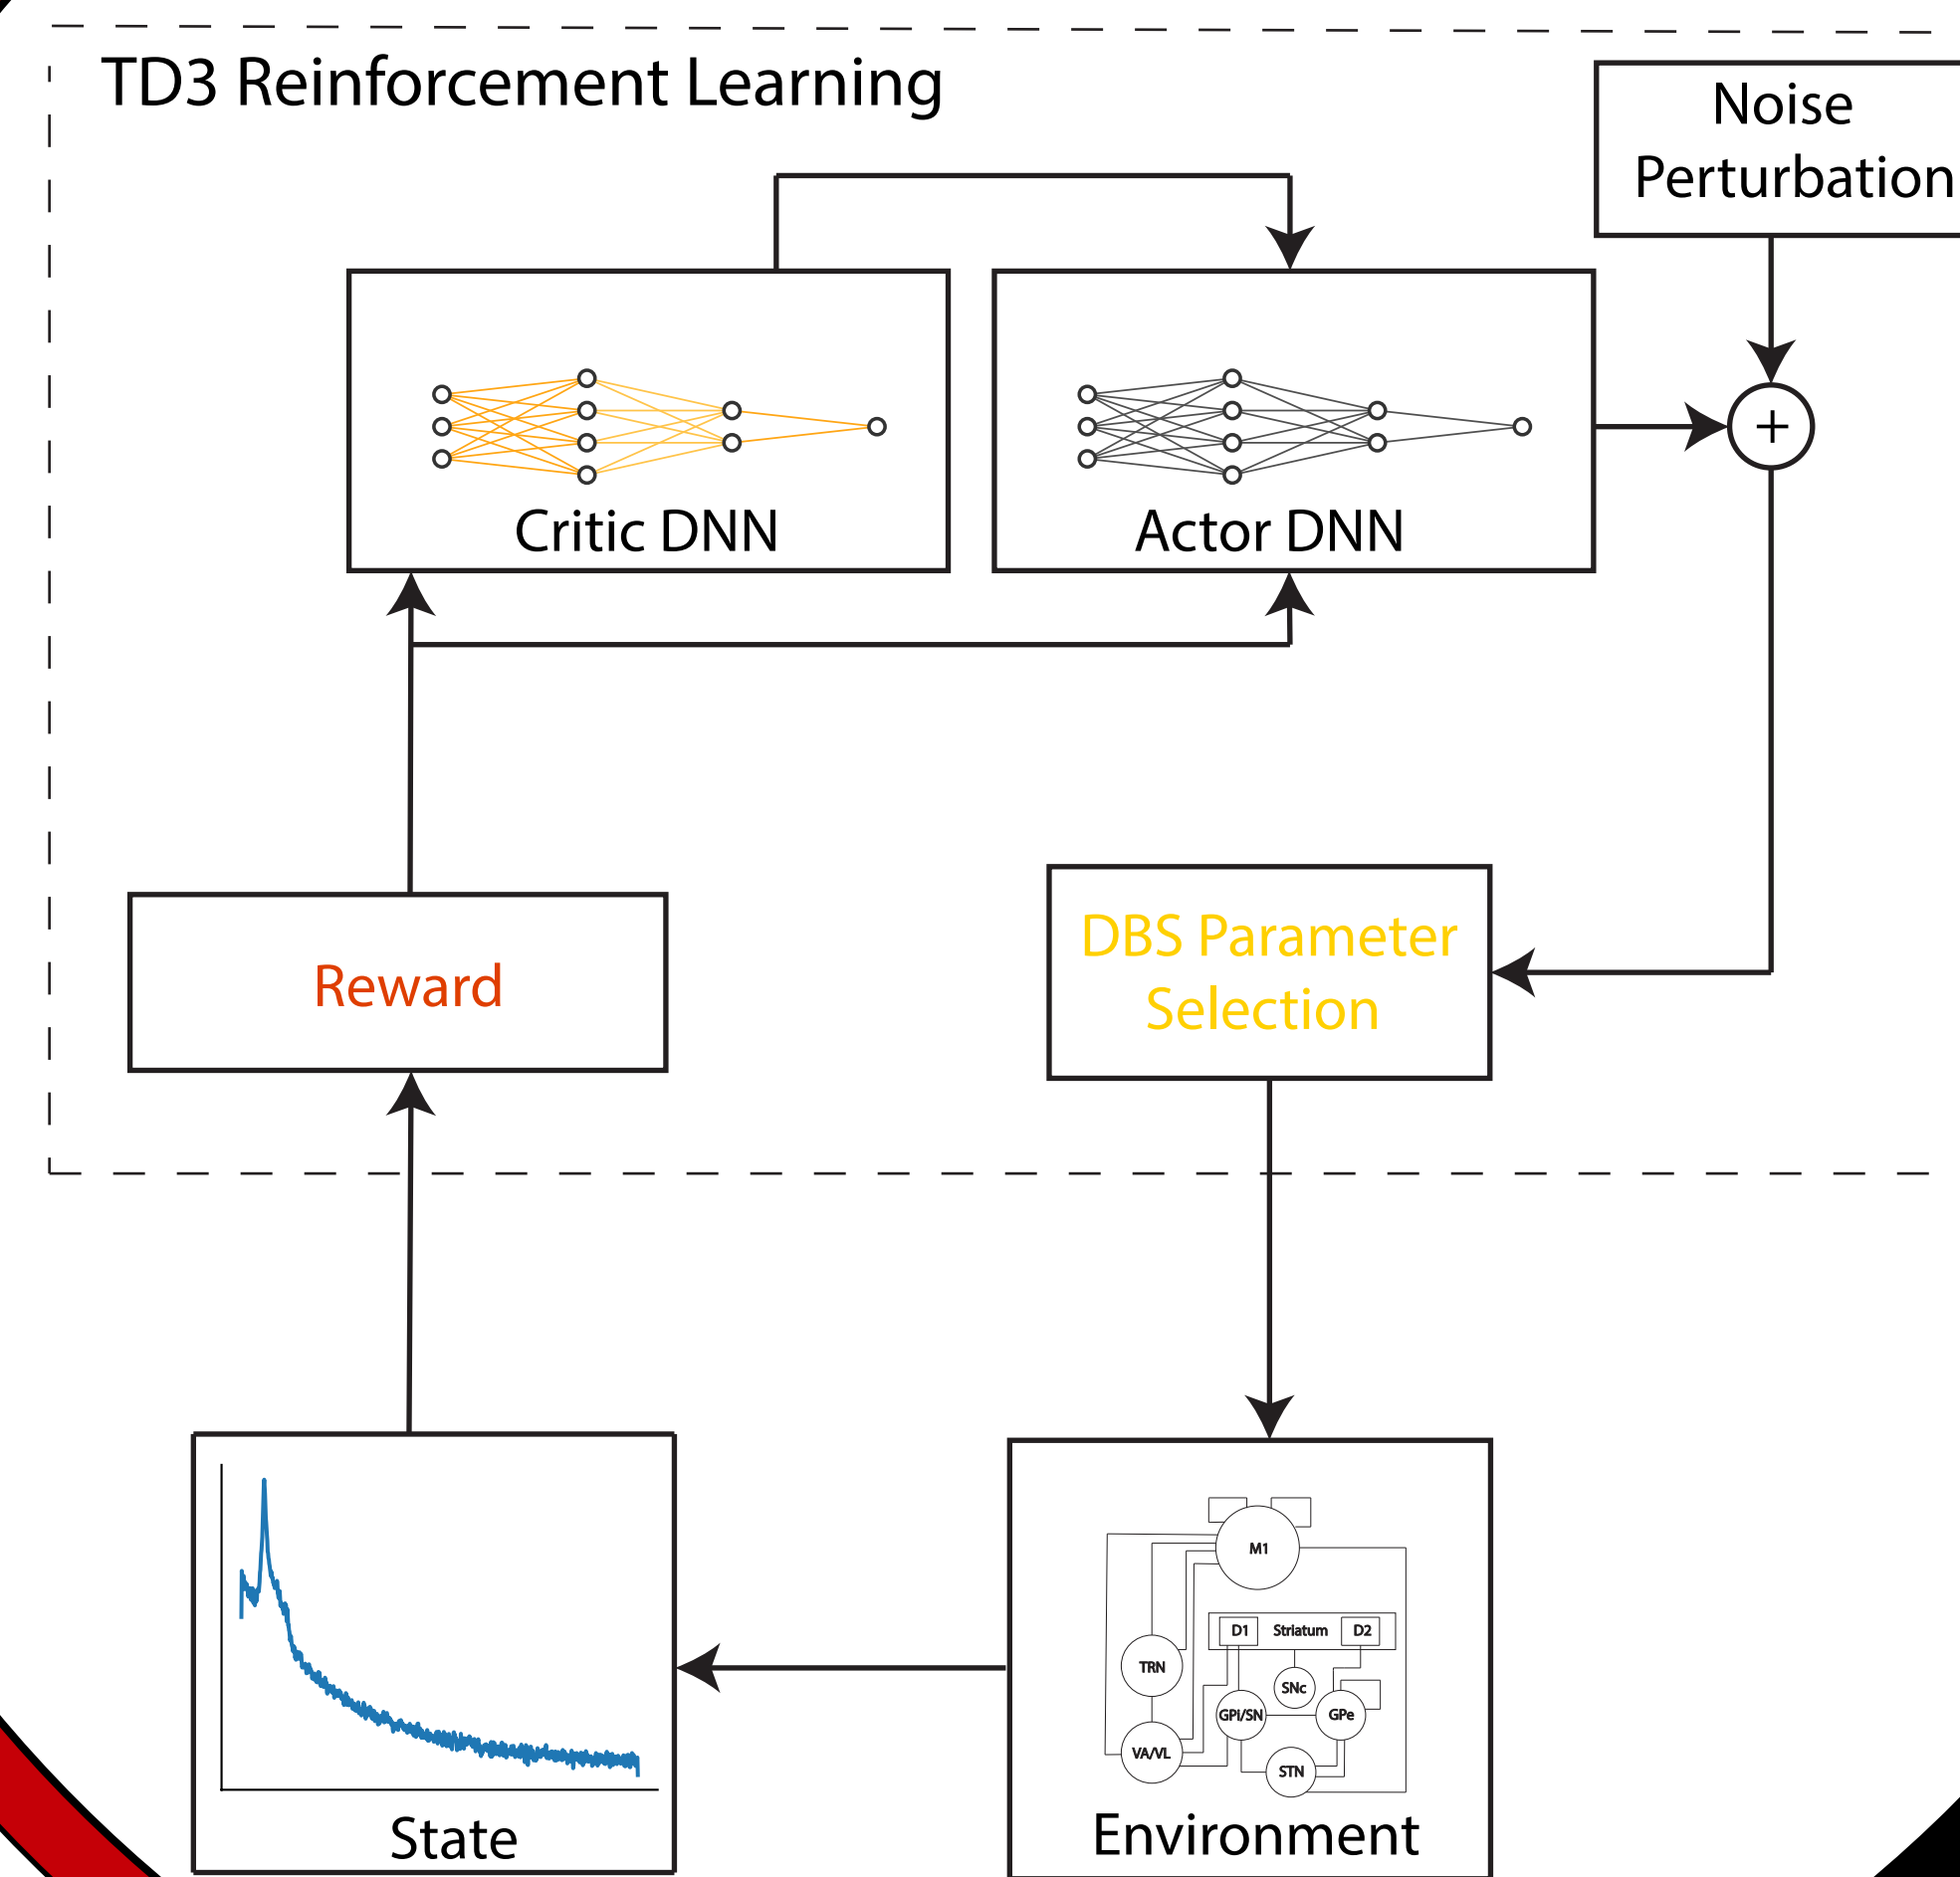 TD3 Reinforcement Learning
Noise
Perturbation
Critic DNN
Actor DNN
+
Reward
DBS Parameter
Selection
State
M1
D1 Striatum D2
TRN
SNc
GPi/SN
GPe
VA/VL
STN
Environment